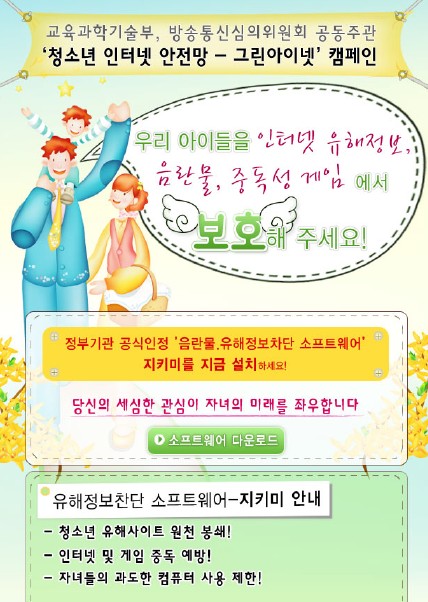 교육과학기술부, 방송통신심의위원회 공동주관
‘청소년 인터넷 안전망 – 그린아이넷’ 캠페인
우리 아이들을 인터넷 유해정보,
음란물, 중독성 게임 에서
보호해 주세요!
정부기관 공식인정 '음란물.유해정보차단 소프트웨어'
지키미를 지금 설치하세요!
당신의 세심한 관심이 자녀의 미래를 좌우합니다
소프트웨어 다운로드
유해정보찬단 소프트웨어–지키미 안내
– 청소년 유해사이트 원천 봉쇄!
– 인터넷 및 게임 중독 예방!
– 자녀들의 과도한 컴퓨터 사용 제한!